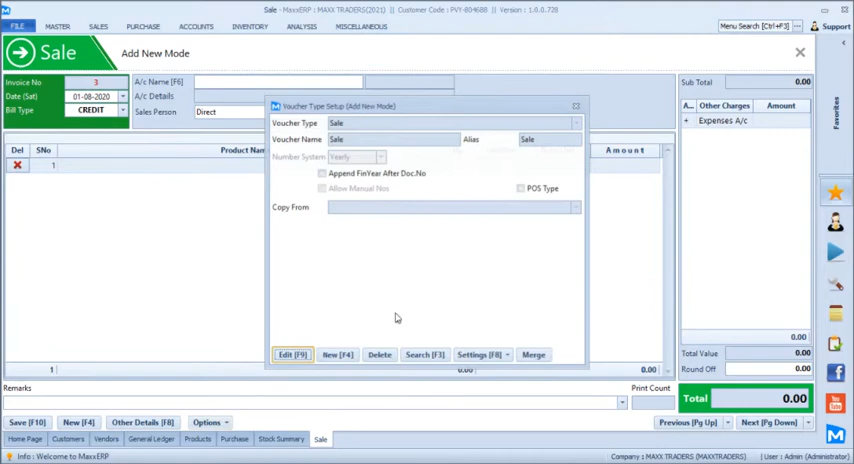 Sale - MaxxERP : MAXX TRADERS(2021) || Customer Code : PVY-804688 || Version : 1.0.0.728
FILE MASTER SALES PURCHASE ACCOUNTS INVENTORY ANALYSIS MISCELLANEOUS Menu Search [Ctrl+F3] ... Support
Sale Add New Mode
Invoice No 3 A/c Name [F6] Sub Total 0.00
Date (Sat) 01-08-2020 A/c Details
Bill Type CREDIT Sales Person Direct
A... Other Charges Amount
+ Expenses A/c
Favorites
Del SNo Product Nam Amount
1
Voucher Type Setup (Add New Mode)
Voucher Type Sale
Voucher Name Sale Alias Sale
Number System Yearly
Append FinYear After Doc.No
Allow Manual Nos POS Type
Copy From
Edit [F9] New [F4] Delete Search [F3] Settings [F8] Merge
1 0.00 0.00
0.00
Total Value 0.00
Round Off 0.00
Remarks Print Count
Total 0.00
Save [F10] New [F4] Other Details [F8] Options Previous [Pg Up] Next [Pg Down]
Home Page Customers Vendors General Ledger Products Purchase Stock Summary Sale
Info : Welcome to MaxxERP Company : MAXX TRADERS(MAXXTRADERS) User : Admin (Administrator)